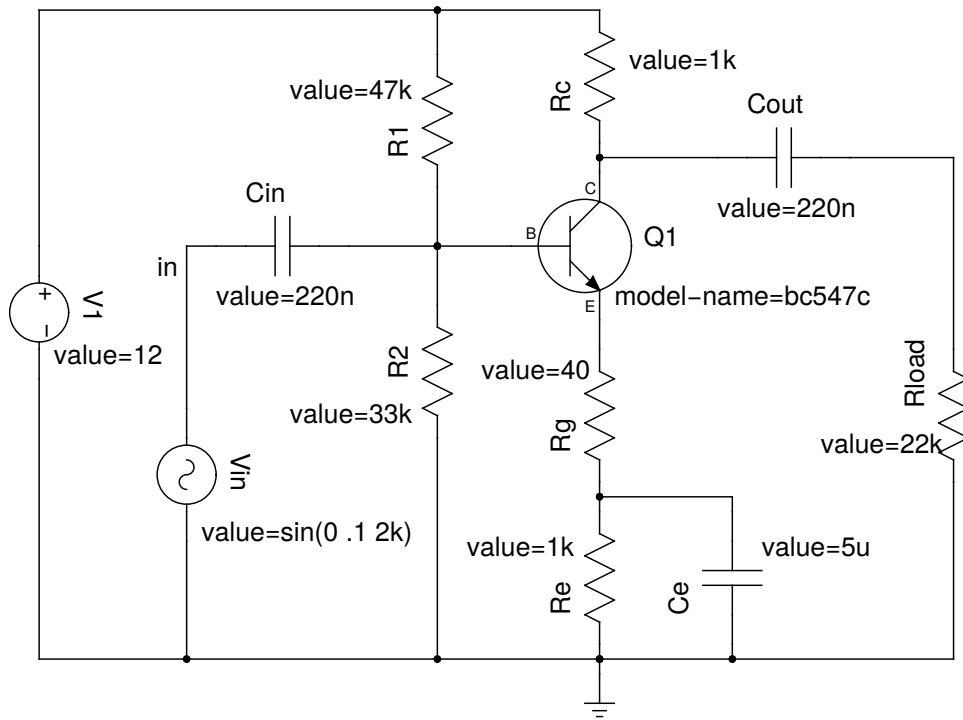 value=1k
Rc
value=47k
R1
Cout
value=220n
Cin
in
value=220n
C
B
E
Q1
model−name=bc547c
+
−
V1
value=12
R2
value=33k
value=40
Rg
Rload
value=22k
Vin
value=sin(0 .1 2k)
value=1k
Re
value=5u
Ce